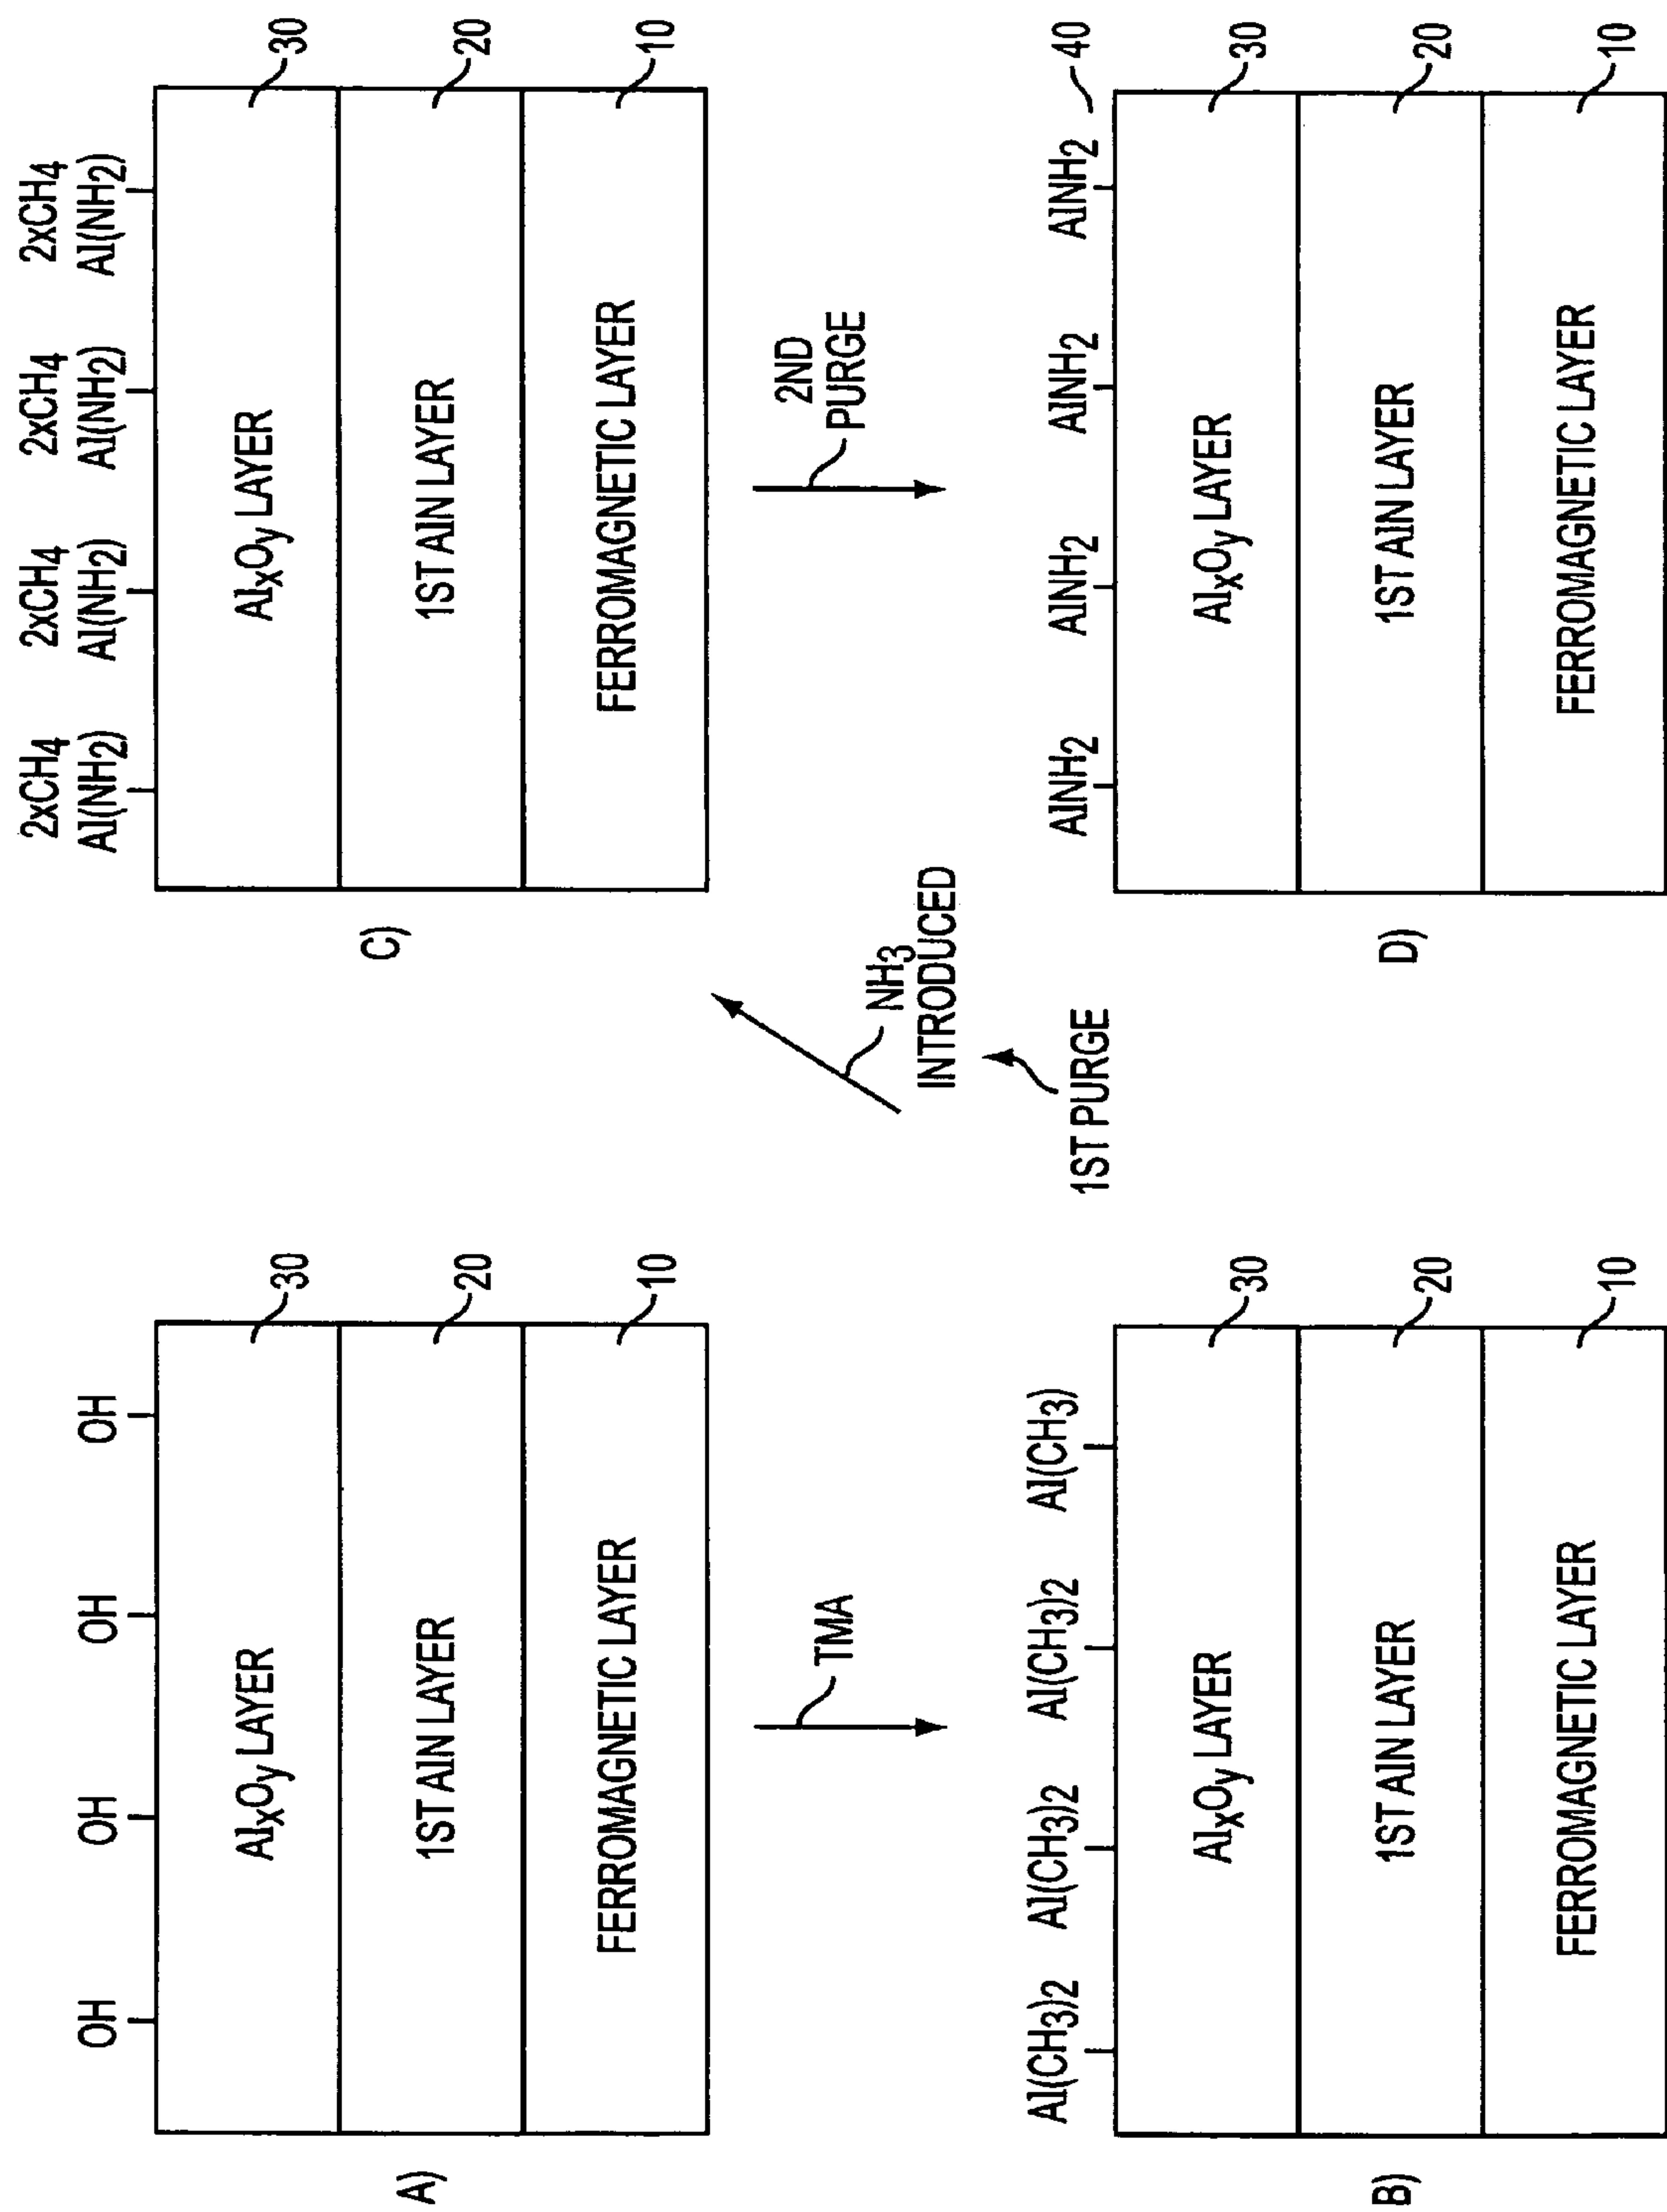 A)
OH OH OH OH
AlxOy LAYER
30
1ST AlN LAYER
20
FERROMAGNETIC LAYER
10
TMA
B)
Al(CH3)2 Al(CH3)2 Al(CH3)2 Al(CH3)
AlxOy LAYER
30
1ST AlN LAYER
20
FERROMAGNETIC LAYER
10
1ST PURGE
NH3
INTRODUCED
C)
2xCH4 2xCH4 2xCH4 2xCH4
Al(NH2) Al(NH2) Al(NH2) Al(NH2)
AlxOy LAYER
30
1ST AlN LAYER
20
FERROMAGNETIC LAYER
10
2ND
PURGE
D)
AlNH2 AlNH2 AlNH2 AlNH2
40
AlxOy LAYER
30
1ST AlN LAYER
20
FERROMAGNETIC LAYER
10